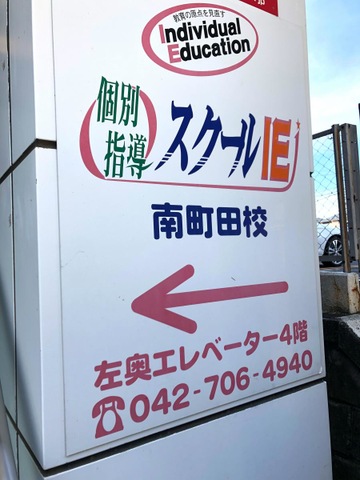 教育の原点を見直す
Individual
Education
個別
指導
スクールIE
南町田校
左奥エレベーター4階
☎042-706-4940